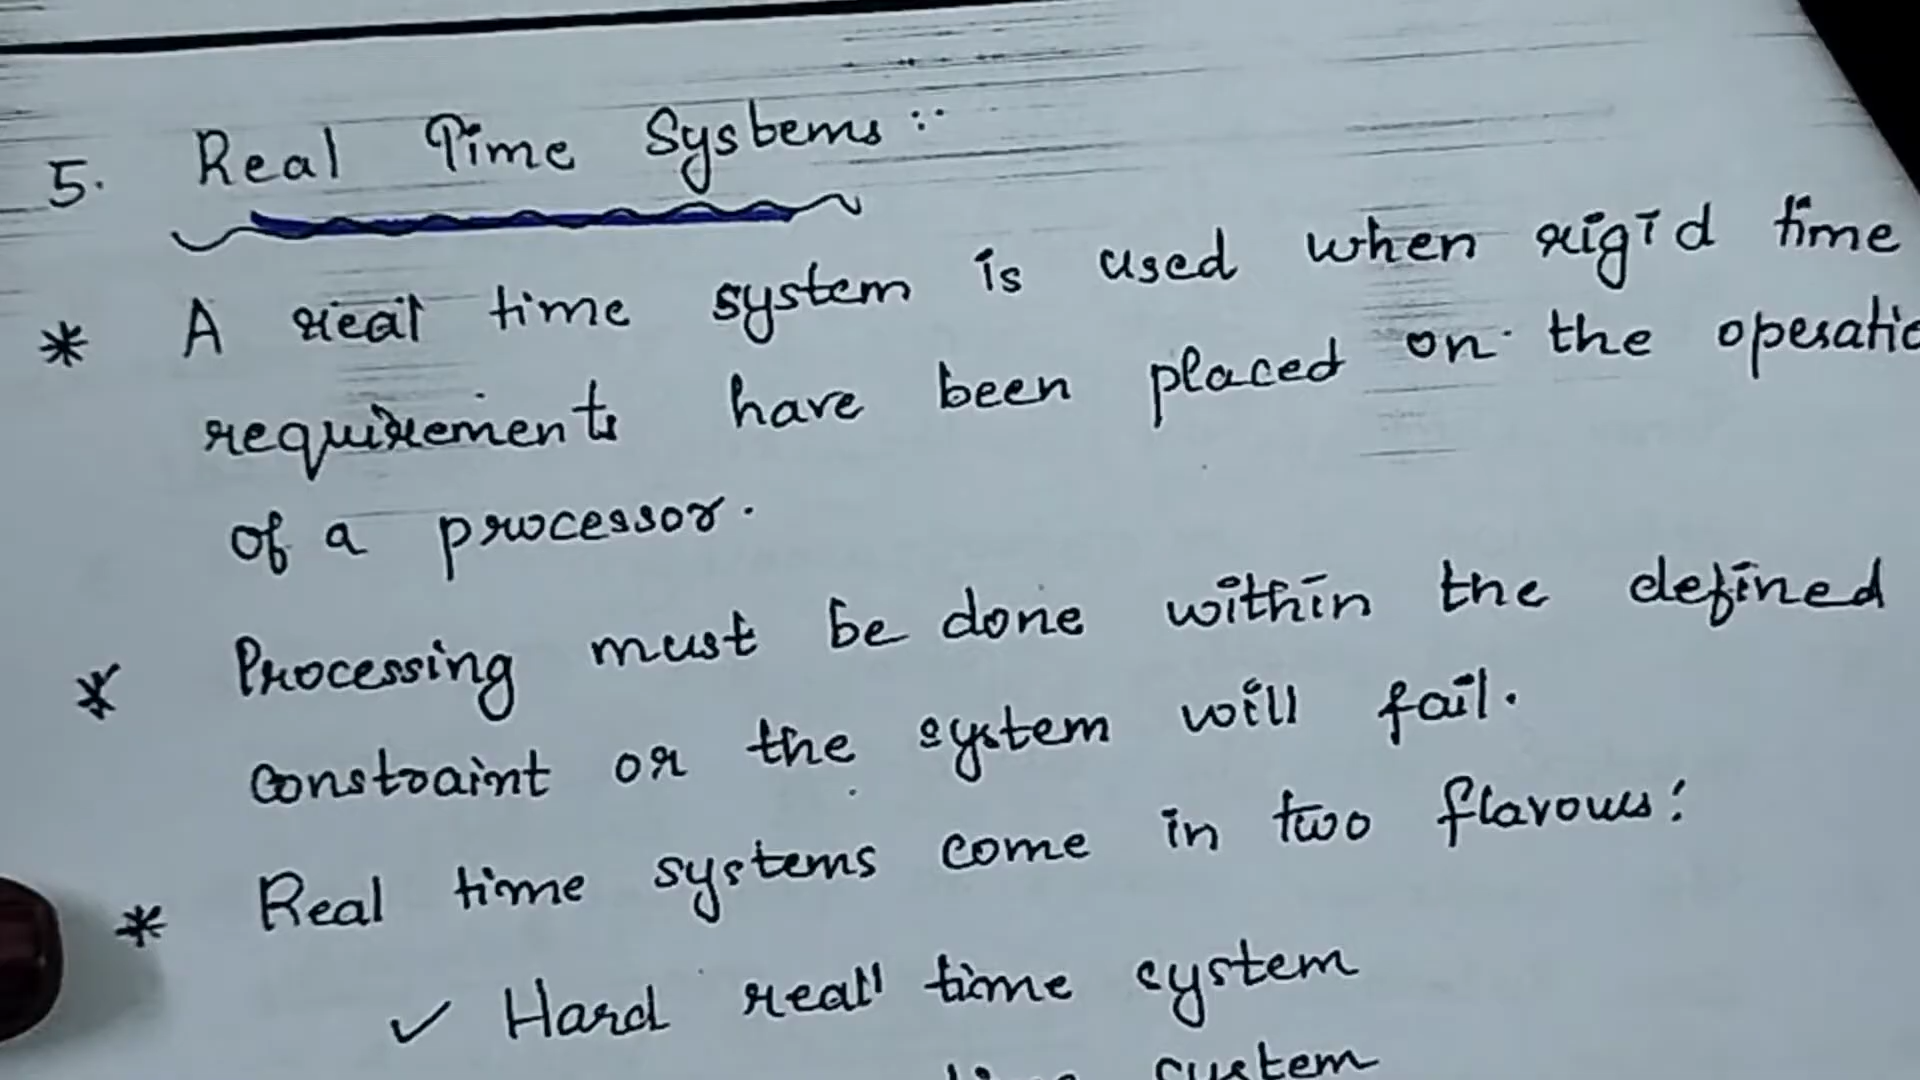 5. Real Time Systems :-
* A real time system is used when rigid time
requirements have been placed on the operatio
of a processor.
* Processing must be done within the defined
constraint or the system will fail.
* Real time systems come in two flavours:
✓ Hard real time system
time system